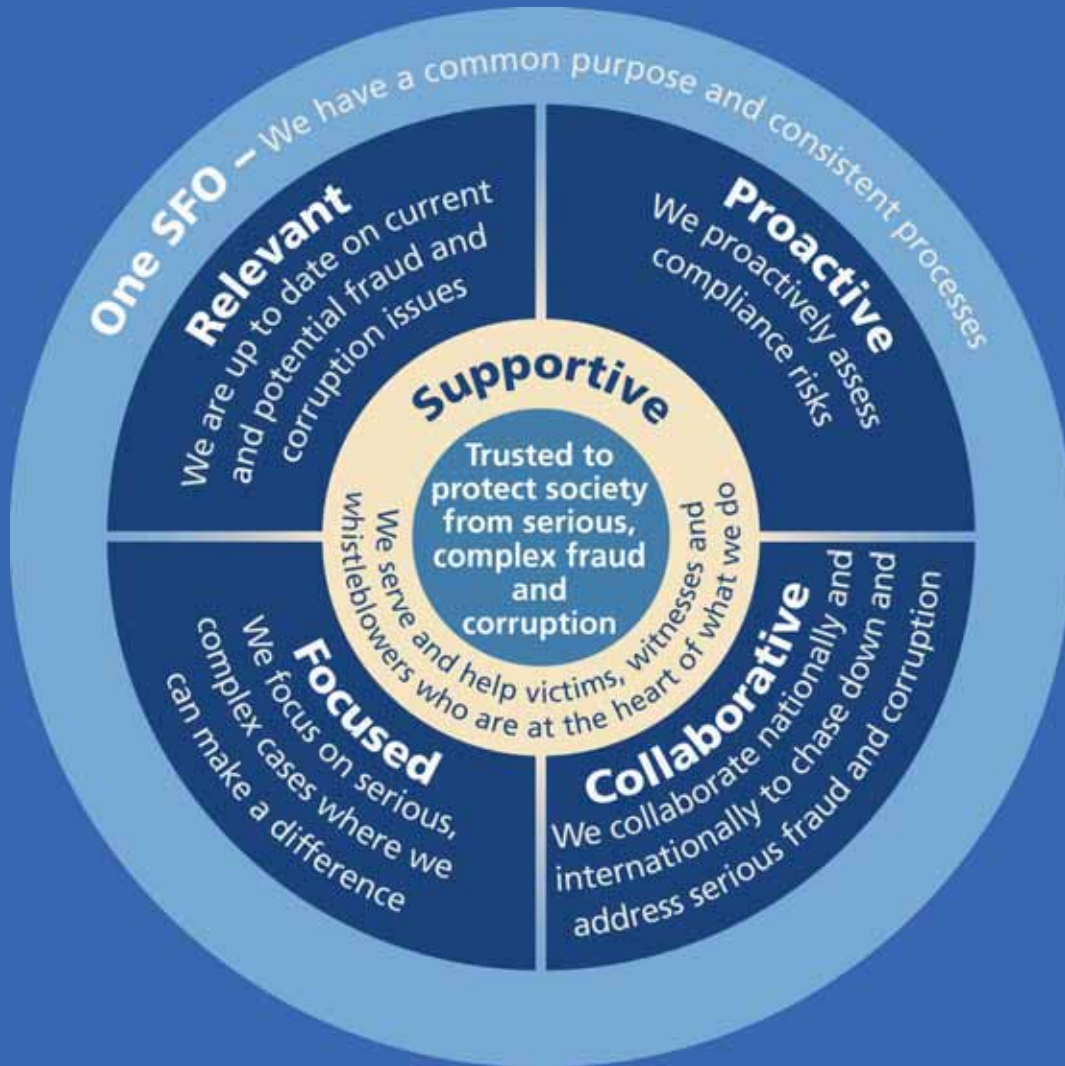 One SFO – We have a common purpose and consistent processes
Relevant
We are up to date on current
and potential fraud and
corruption issues
Proactive
We proactively assess
compliance risks
Supportive
Trusted to
protect society
from serious,
complex fraud
and
corruption
We serve and help victims, witnesses and
whistleblowers who are at the heart of what we do
Focused
We focus on serious,
complex cases where we
can make a difference
Collaborative
We collaborate nationally and
internationally to chase down and
address serious fraud and corruption